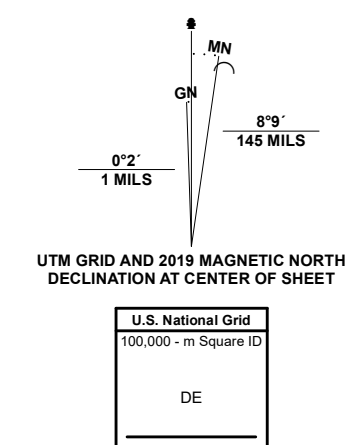 MN
GN
8°9´
145 MILS
0°2´
1 MILS
UTM GRID AND 2019 MAGNETIC NORTH
DECLINATION AT CENTER OF SHEET
U.S. National Grid
100,000 - m Square ID
DE